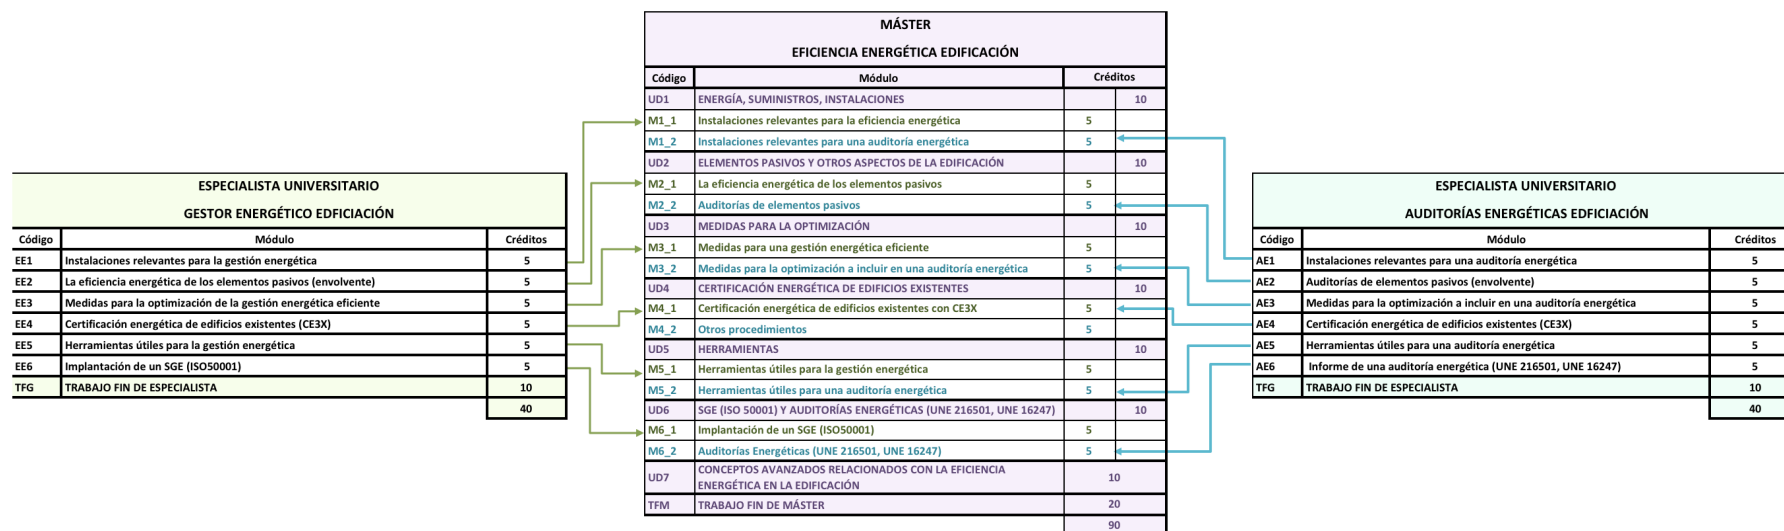 ESPECIALISTA UNIVERSITARIO
GESTOR ENERGÉTICO EDFICIACIÓN
Código Módulo Créditos
EE1 Instalaciones relevantes para la gestión energética 5
EE2 La eficiencia energética de los elementos pasivos (envolvente) 5
EE3 Medidas para la optimización de la gestión energética eficiente 5
EE4 Certificación energética de edificios existentes (CE3X) 5
EE5 Herramientas útiles para la gestión energética 5
EE6 Implantación de un SGE (ISO50001) 5
TFG TRABAJO FIN DE ESPECIALISTA 10
40
MÁSTER
EFICIENCIA ENERGÉTICA EDIFICACIÓN
Código Módulo Créditos
UD1 ENERGÍA, SUMINISTROS, INSTALACIONES 10
M1_1 Instalaciones relevantes para la eficiencia energética 5
M1_2 Instalaciones relevantes para una auditoría energética 5
UD2 ELEMENTOS PASIVOS Y OTROS ASPECTOS DE LA EDIFICACIÓN 10
M2_1 La eficiencia energética de los elementos pasivos 5
M2_2 Auditorías de elementos pasivos 5
UD3 MEDIDAS PARA LA OPTIMIZACIÓN 10
M3_1 Medidas para una gestión energética eficiente 5
M3_2 Medidas para la optimización a incluir en una auditoría energética 5
UD4 CERTIFICACIÓN ENERGÉTICA DE EDIFICIOS EXISTENTES 10
M4_1 Certificación energética de edificios existentes con CE3X 5
M4_2 Otros procedimientos 5
UD5 HERRAMIENTAS 10
M5_1 Herramientas útiles para la gestión energética 5
M5_2 Herramientas útiles para una auditoría energética 5
UD6 SGE (ISO 50001) Y AUDITORÍAS ENERGÉTICAS (UNE 216501, UNE 16247) 10
M6_1 Implantación de un SGE (ISO50001) 5
M6_2 Auditorías Energéticas (UNE 216501, UNE 16247) 5
UD7 CONCEPTOS AVANZADOS RELACIONADOS CON LA EFICIENCIA
ENERGÉTICA EN LA EDIFICACIÓN 10
TFM TRABAJO FIN DE MÁSTER 20
90
ESPECIALISTA UNIVERSITARIO
AUDITORÍAS ENERGÉTICAS EDFICIACIÓN
Código Módulo Créditos
AE1 Instalaciones relevantes para una auditoría energética 5
AE2 Auditorías de elementos pasivos (envolvente) 5
AE3 Medidas para la optimización a incluir en una auditoría energética 5
AE4 Certificación energética de edificios existentes (CE3X) 5
AE5 Herramientas útiles para una auditoría energética 5
AE6 Informe de una auditoría energética (UNE 216501, UNE 16247) 5
TFG TRABAJO FIN DE ESPECIALISTA 10
40